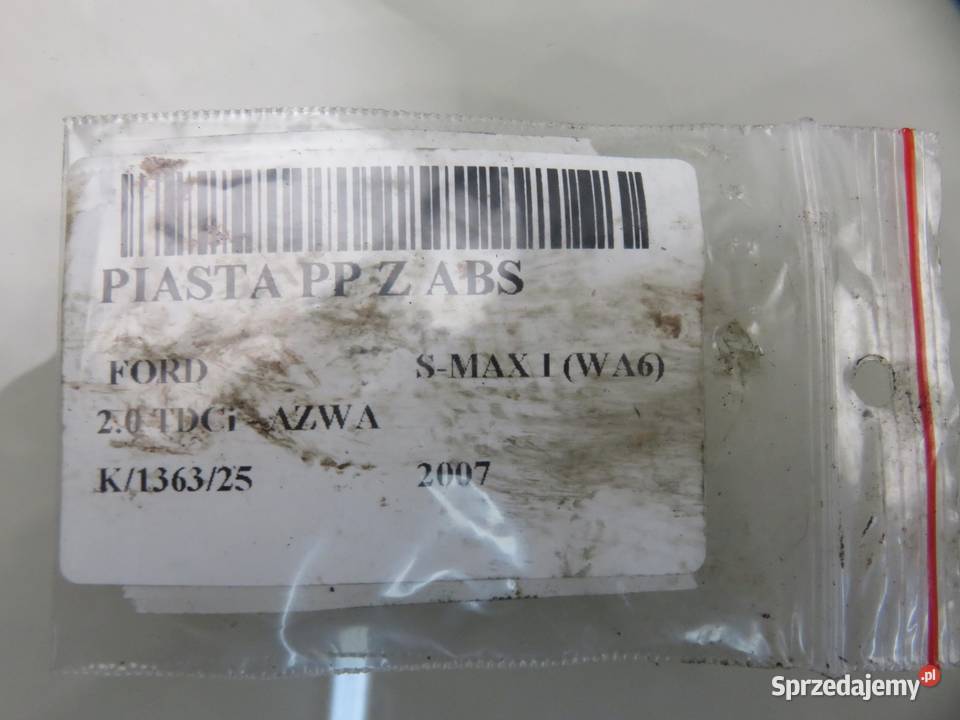 PIASTA PP Z ABS
FORD S-MAX I (WA6)
2.0 TDCi - AZWA
K/1363/25 2007
Sprzedajemy.pl